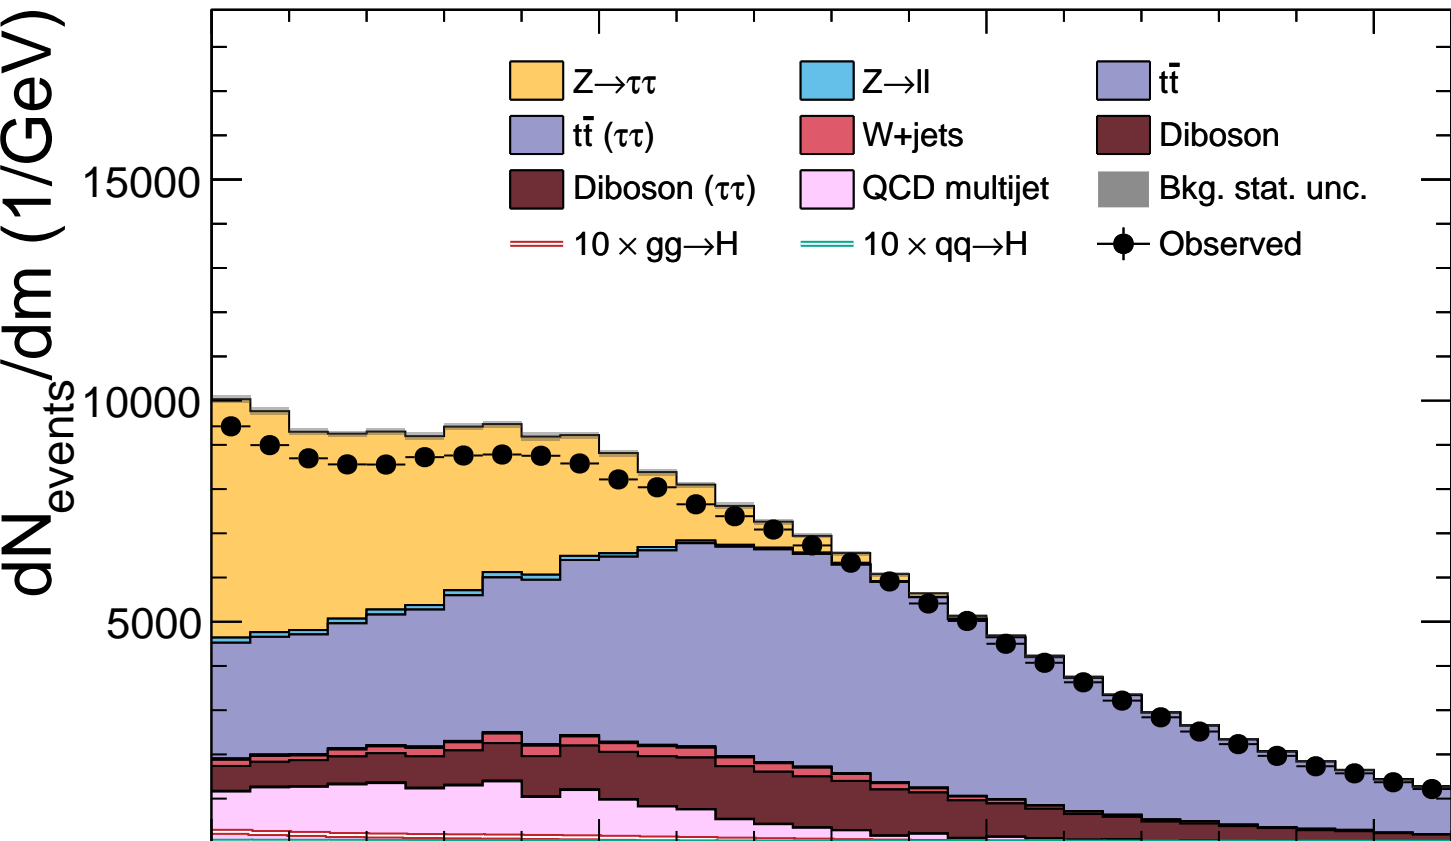 dN_events/dm (1/GeV)
15000
10000
5000
Z→ττ Z→ll tt̄
tt̄ (ττ) W+jets Diboson
Diboson (ττ) QCD multijet Bkg. stat. unc.
10 × gg→H 10 × qq→H Observed